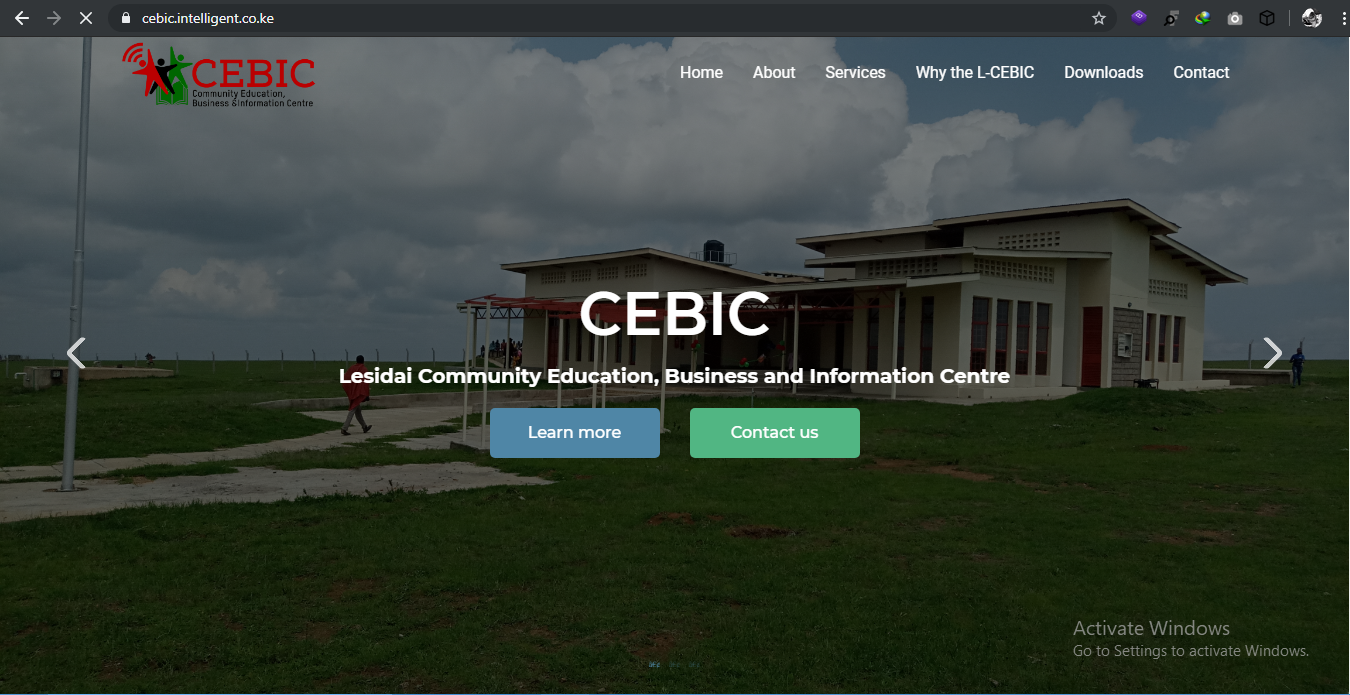 cebic.intelligent.co.ke
CEBIC
Community Education,
Business &Information Centre
Home About Services Why the L-CEBIC Downloads Contact
CEBIC
Lesidai Community Education, Business and Information Centre
Learn more Contact us
Activate Windows
Go to Settings to activate Windows.